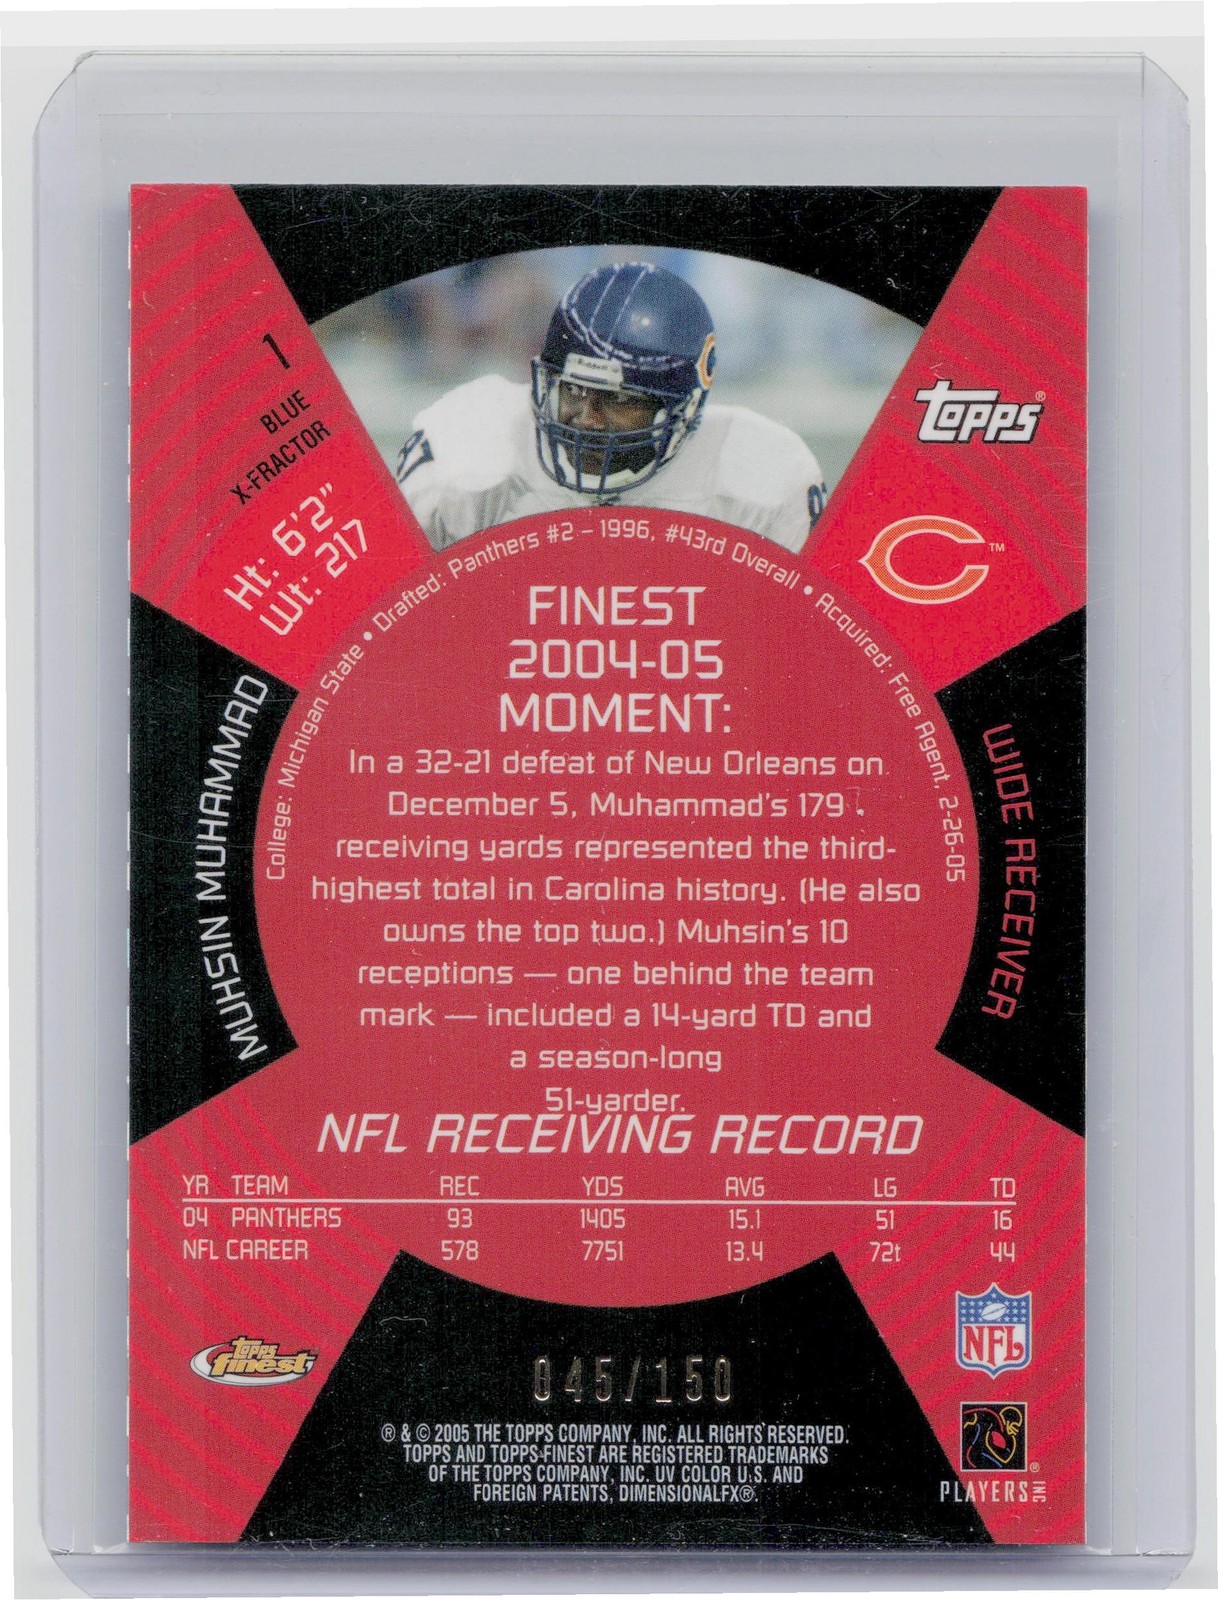 1
BLUE
X-FRACTOR
Ht: 6'2"
Wt: 217
Riddell
87
TOPPS®
C™
College: Michigan State • Drafted: Panthers #2 – 1996, #43rd Overall • Acquired: Free Agent, 2-26-05
MUHSIN MUHAMMAD
WIDE RECEIVER
FINEST
2004-05
MOMENT:
In a 32-21 defeat of New Orleans on
December 5, Muhammad's 179
receiving yards represented the third-
highest total in Carolina history. (He also
owns the top two.) Muhsin's 10
receptions — one behind the team
mark — included a 14-yard TD and
a season-long
51-yarder.
NFL RECEIVING RECORD
YR TEAM REC YDS AVG LG TD
04 PANTHERS 93 1405 15.1 51 16
NFL CAREER 578 7751 13.4 72t 44
TOPPS
finest
NFL
045/150
® & © 2005 THE TOPPS COMPANY, INC. ALL RIGHTS RESERVED.
TOPPS AND TOPPS FINEST ARE REGISTERED TRADEMARKS
OF THE TOPPS COMPANY, INC. UV COLOR U.S. AND
FOREIGN PATENTS, DIMENSIONALFX®.
PLAYERS INC ®